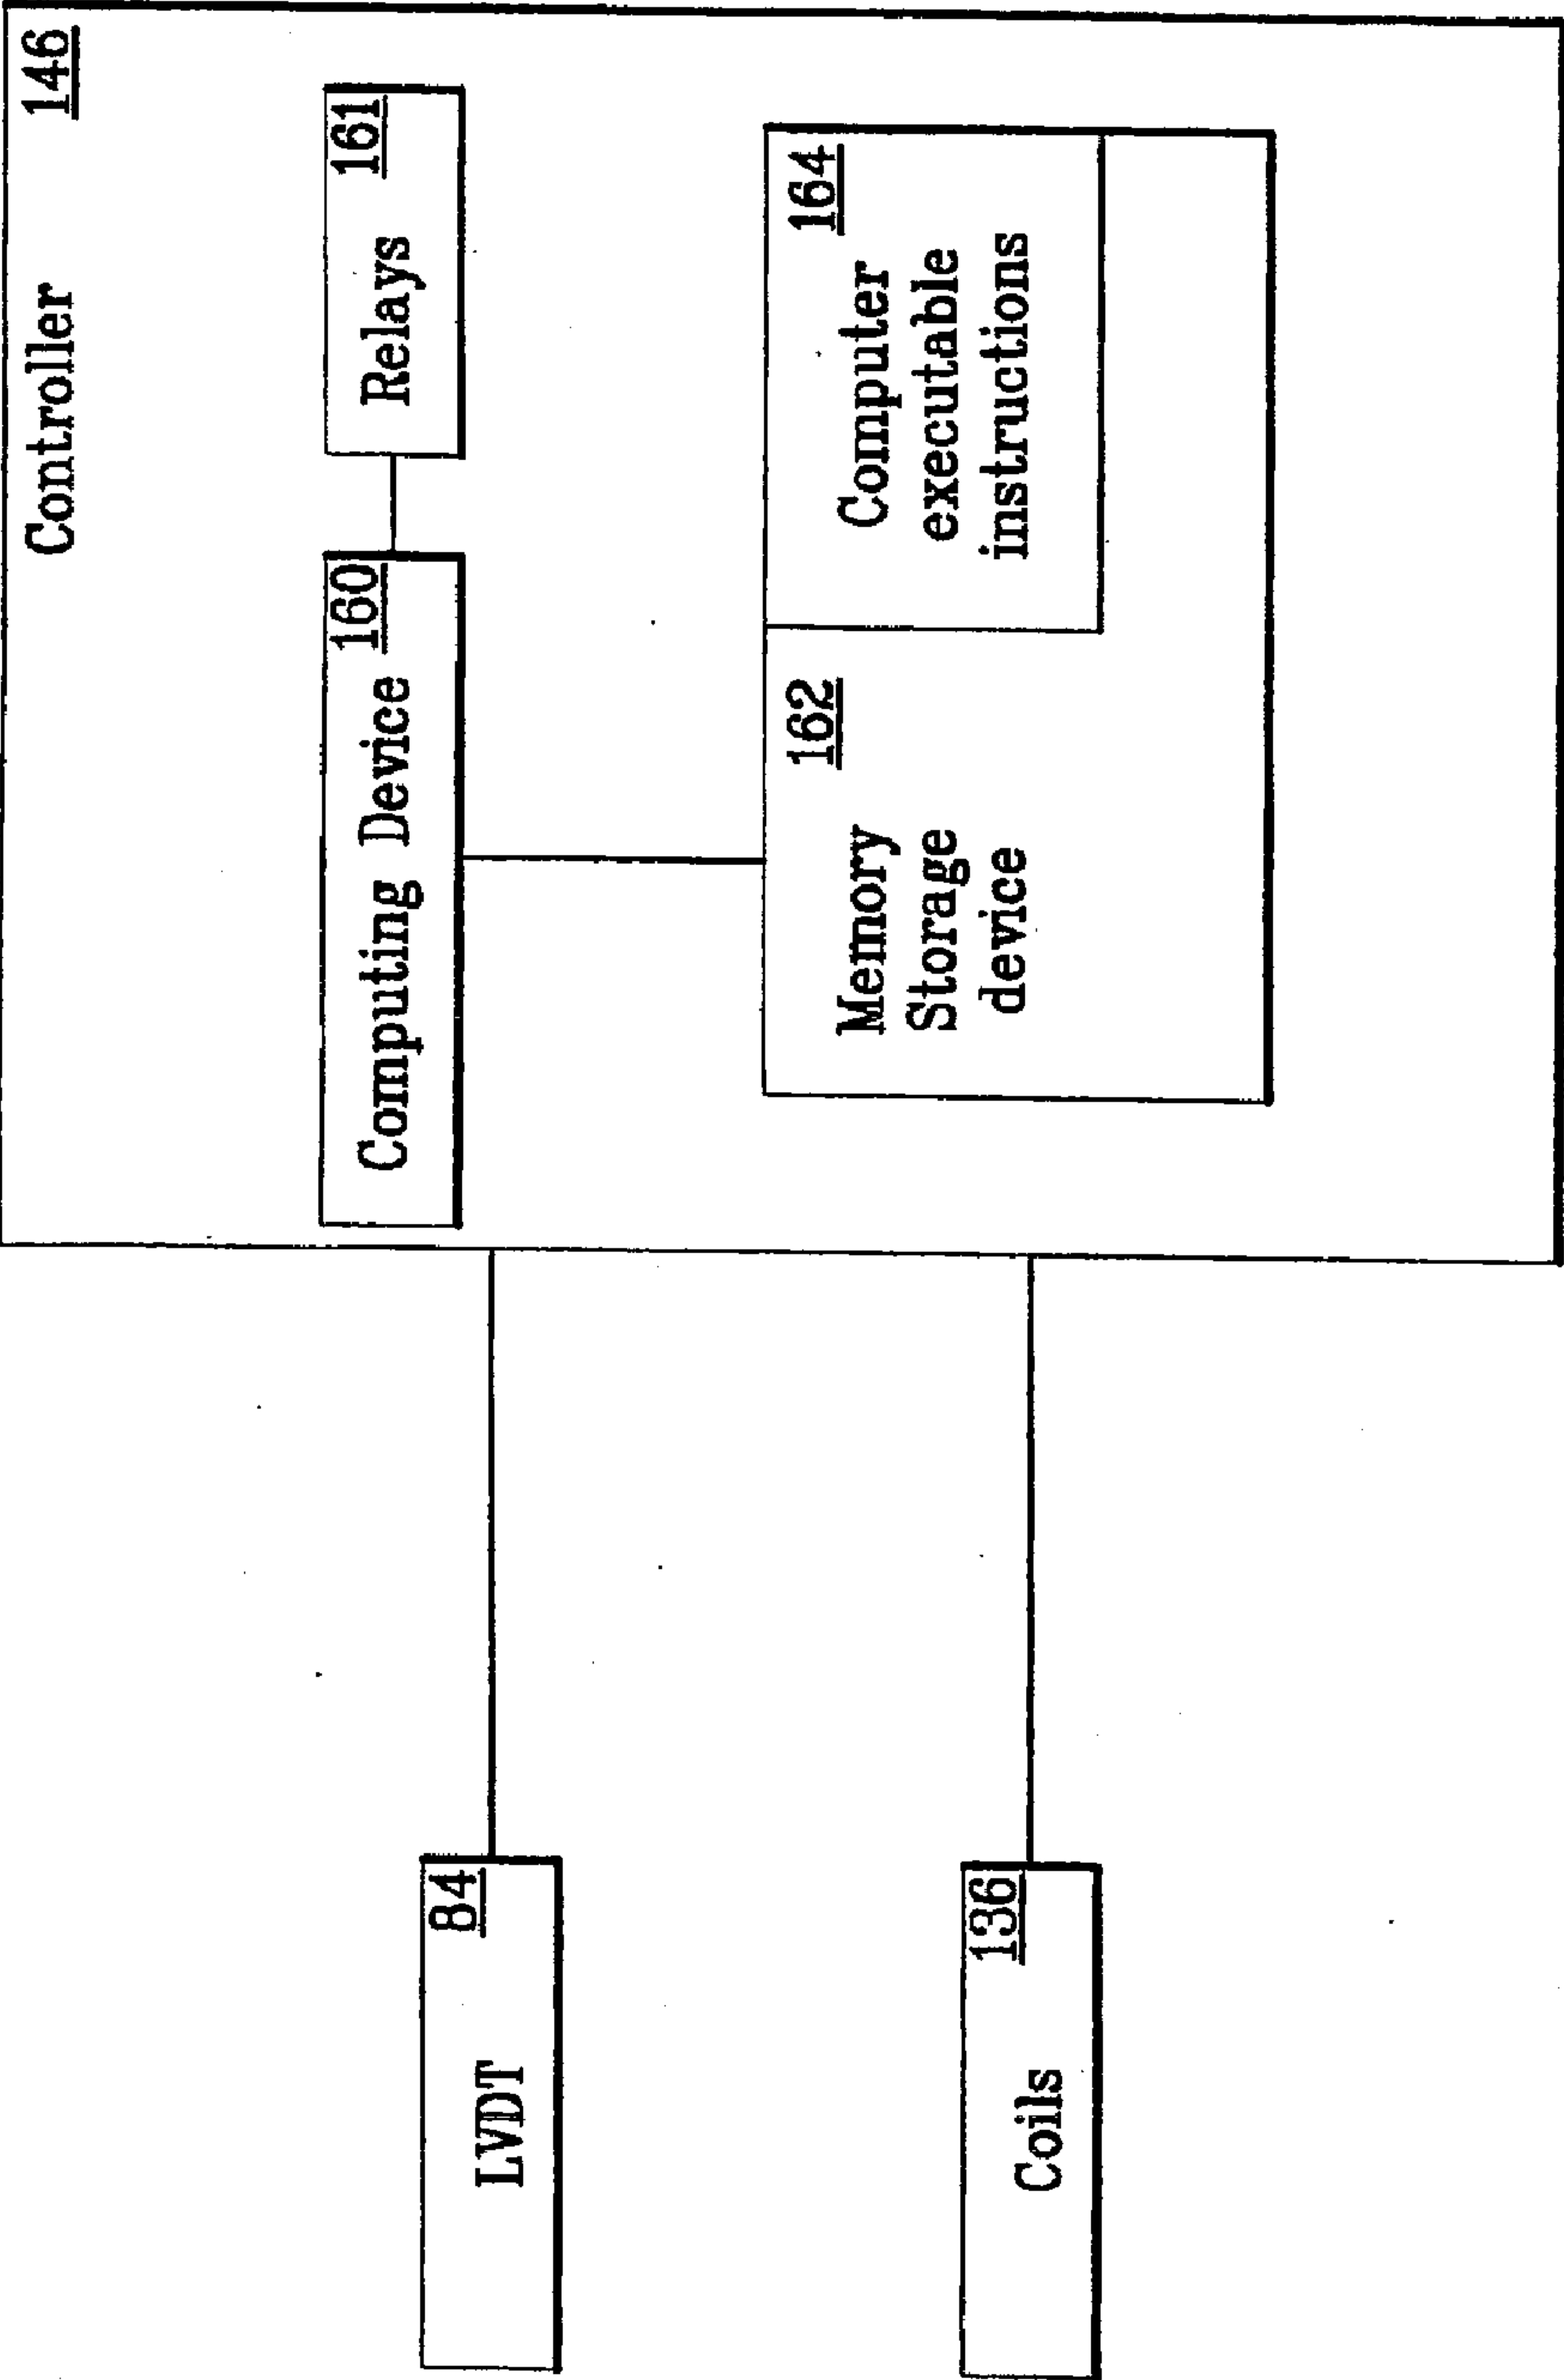 Controller 146
Computing Device 160
Relays 161
Memory
Storage
device
162
Computer
executable
instructions
164
LVDT 84
Coils 136